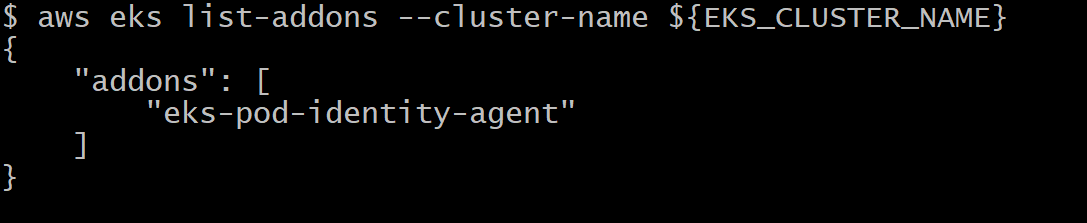 $ aws eks list-addons --cluster-name ${EKS_CLUSTER_NAME}
{
    "addons": [
        "eks-pod-identity-agent"
    ]
}